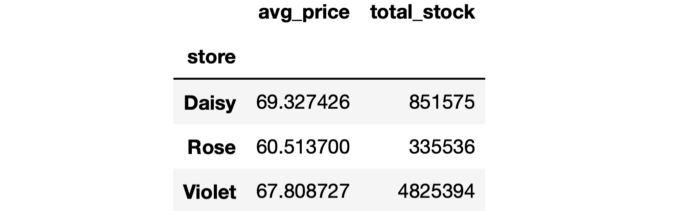 avg_price total_stock
store
Daisy 69.327426 851575
Rose 60.513700 335536
Violet 67.808727 4825394